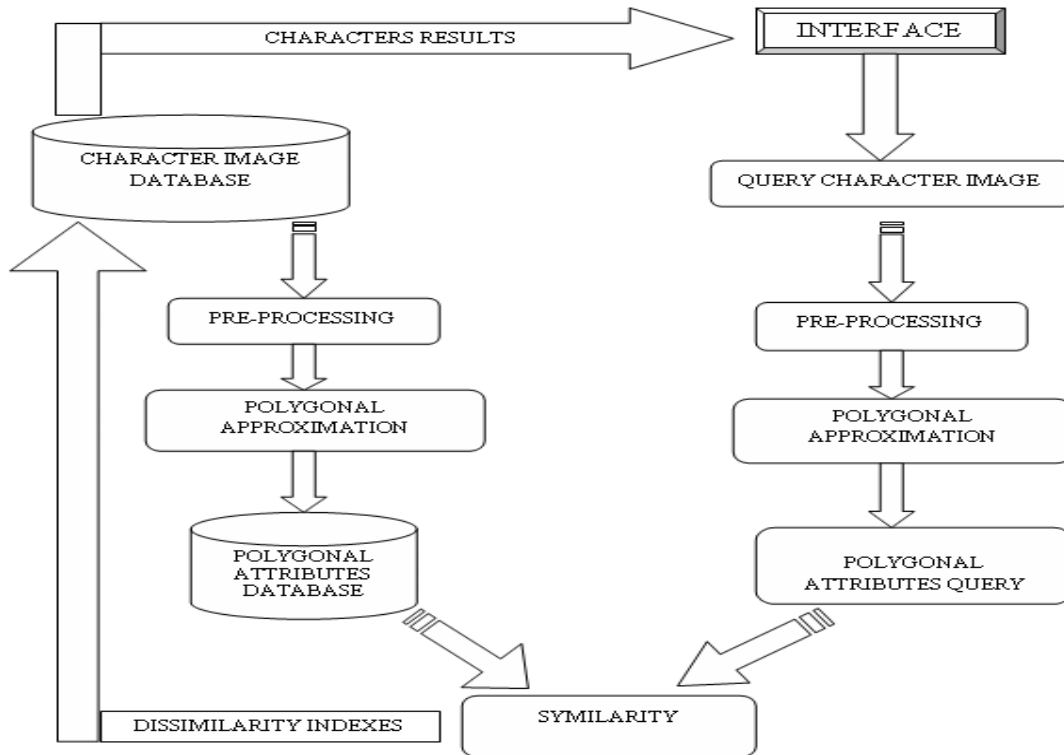 CHARACTERS RESULTS
INTERFACE
CHARACTER IMAGE
DATABASE
QUERY CHARACTER IMAGE
PRE-PROCESSING
PRE-PROCESSING
POLYGONAL
APPROXIMATION
POLYGONAL
APPROXIMATION
POLYGONAL
ATTRIBUTES
DATABASE
POLYGONAL
ATTRIBUTES QUERY
DISSIMILARITY INDEXES
SYMILARITY